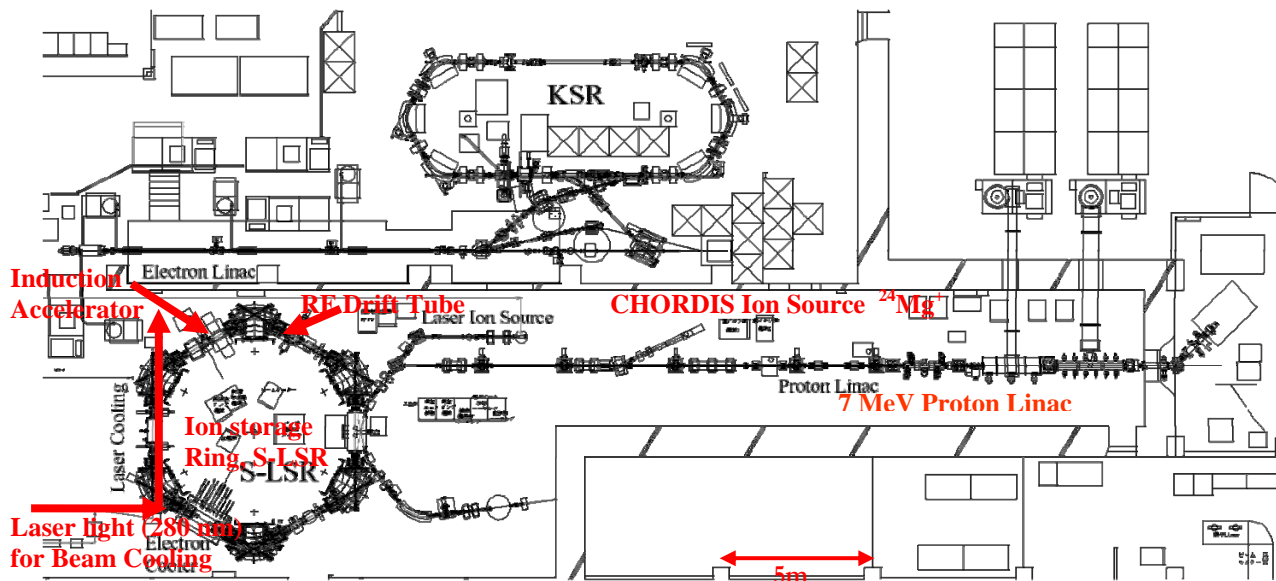 KSR
Electron Linac
Induction
Accelerator
RF Drift Tube
CHORDIS Ion Source ²⁴Mg⁺
Laser Ion Source
Proton Linac
7 MeV Proton Linac
Laser Cooling
Ion storage
Ring, S-LSR
S-LSR
Laser light (280 nm)
for Beam Cooling
Electron
Cooler
5m